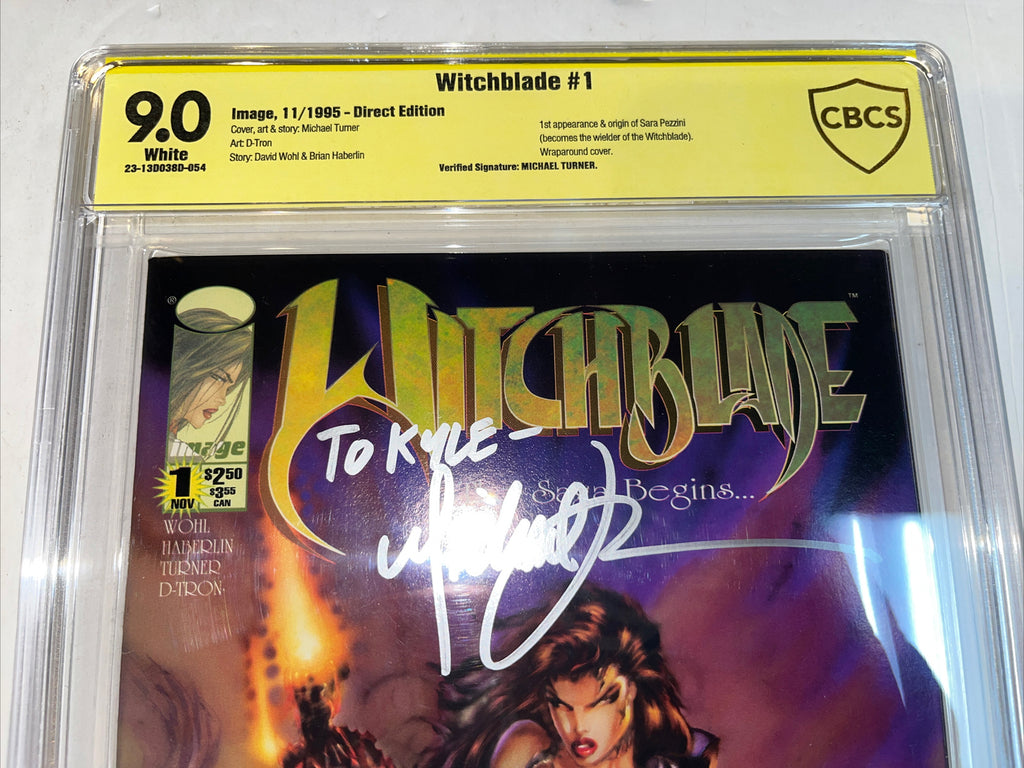 Witchblade #1
9.0
White
23-13D038D-054
Image, 11/1995 - Direct Edition
Cover, art & story: Michael Turner
Art: D-Tron
Story: David Wohl & Brian Haberlin
1st appearance & origin of Sara Pezzini
(becomes the wielder of the Witchblade).
Wraparound cover.
Verified Signature: MICHAEL TURNER.
CBCS
®
WITCHBLADE
™
image
1
NOV
$2.50
$3.55
CAN
TO KYLE -
Begins...
WOHL
HABERLIN
TURNER
D-TRON